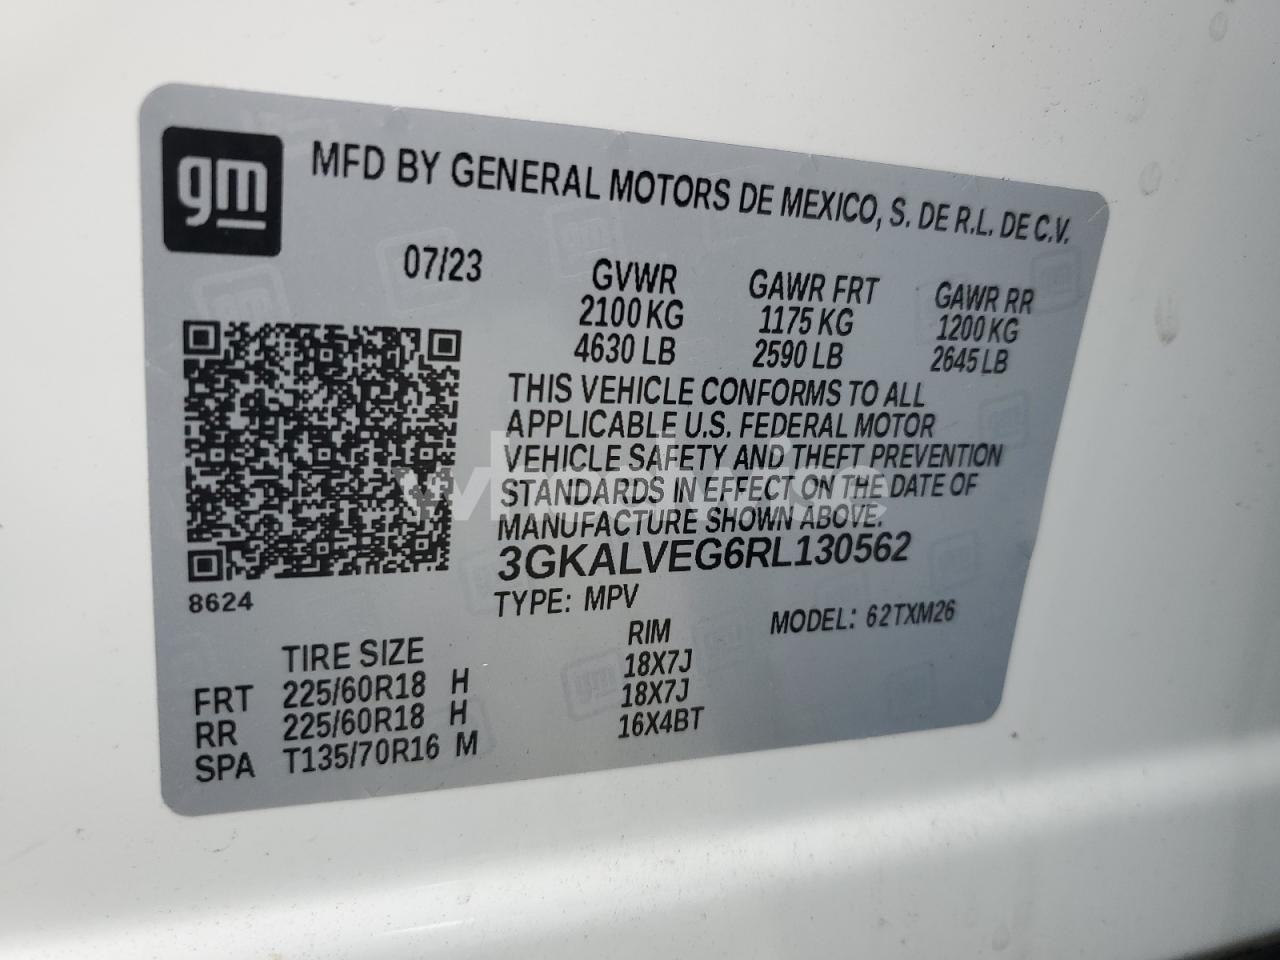 gm
MFD BY GENERAL MOTORS DE MEXICO, S. DE R.L. DE C.V.
07/23 GVWR GAWR FRT GAWR RR
2100 KG 1175 KG 1200 KG
4630 LB 2590 LB 2645 LB
THIS VEHICLE CONFORMS TO ALL
APPLICABLE U.S. FEDERAL MOTOR
VEHICLE SAFETY AND THEFT PREVENTION
STANDARDS IN EFFECT ON THE DATE OF
MANUFACTURE SHOWN ABOVE.
3GKALVEG6RL130562
8624 TYPE: MPV MODEL: 62TXM26
TIRE SIZE RIM
FRT 225/60R18 H 18X7J
RR 225/60R18 H 18X7J
SPA T135/70R16 M 16X4BT